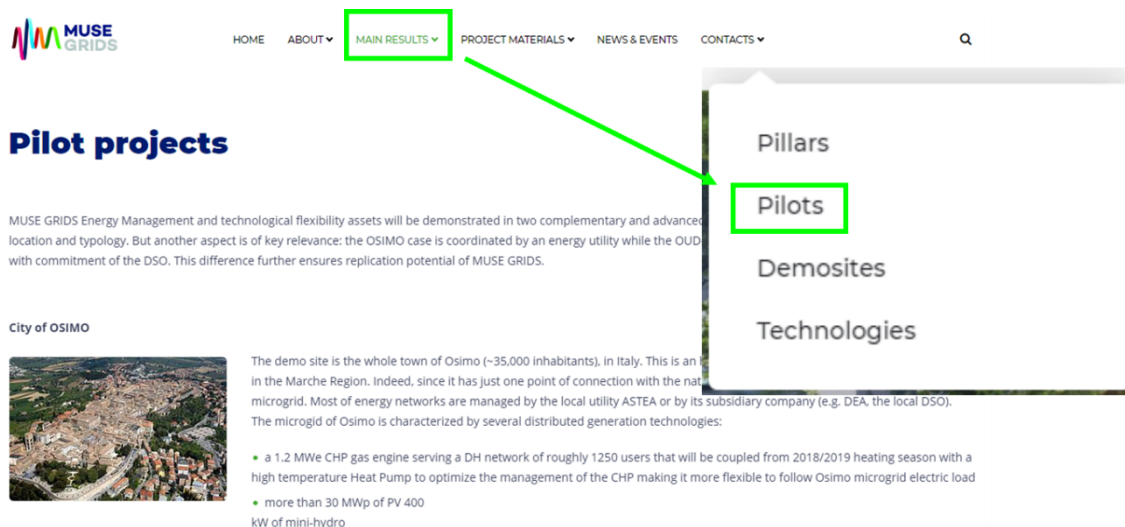 MUSE
GRIDS
HOME ABOUT MAIN RESULTS PROJECT MATERIALS NEWS & EVENTS CONTACTS
Pilot projects
Pillars
Pilots
Demosites
Technologies
MUSE GRIDS Energy Management and technological flexibility assets will be demonstrated in two complementary and advanced
location and typology. But another aspect is of key relevance: the OSIMO case is coordinated by an energy utility while the OUD
with commitment of the DSO. This difference further ensures replication potential of MUSE GRIDS.
City of OSIMO
The demo site is the whole town of Osimo (~35,000 inhabitants), in Italy. This is an
in the Marche Region. Indeed, since it has just one point of connection with the nat
microgrid. Most of energy networks are managed by the local utility ASTEA or by its subsidiary company (e.g. DEA, the local DSO).
The microgid of Osimo is characterized by several distributed generation technologies:
• a 1.2 MWe CHP gas engine serving a DH network of roughly 1250 users that will be coupled from 2018/2019 heating season with a
high temperature Heat Pump to optimize the management of the CHP making it more flexible to follow Osimo microgrid electric load
• more than 30 MWp of PV 400
kW of mini-hydro